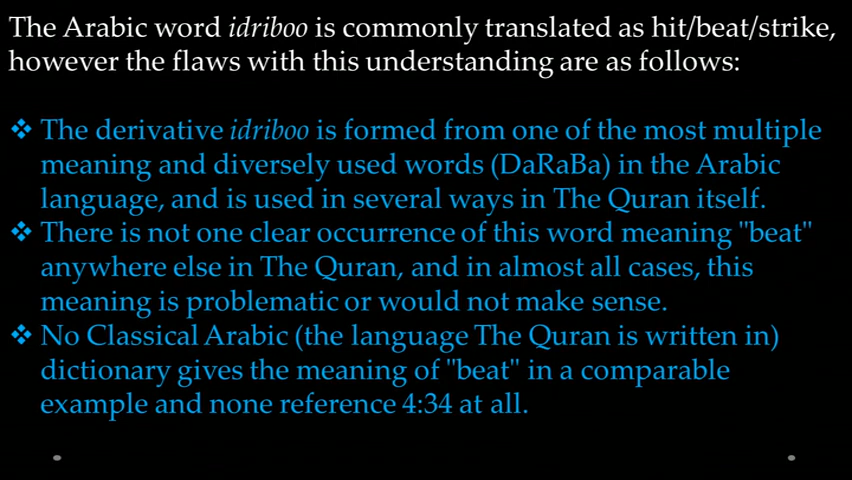 The Arabic word idriboo is commonly translated as hit/beat/strike,
however the flaws with this understanding are as follows:
❖ The derivative idriboo is formed from one of the most multiple
meaning and diversely used words (DaRaBa) in the Arabic
language, and is used in several ways in The Quran itself.
❖ There is not one clear occurrence of this word meaning "beat"
anywhere else in The Quran, and in almost all cases, this
meaning is problematic or would not make sense.
❖ No Classical Arabic (the language The Quran is written in)
dictionary gives the meaning of "beat" in a comparable
example and none reference 4:34 at all.